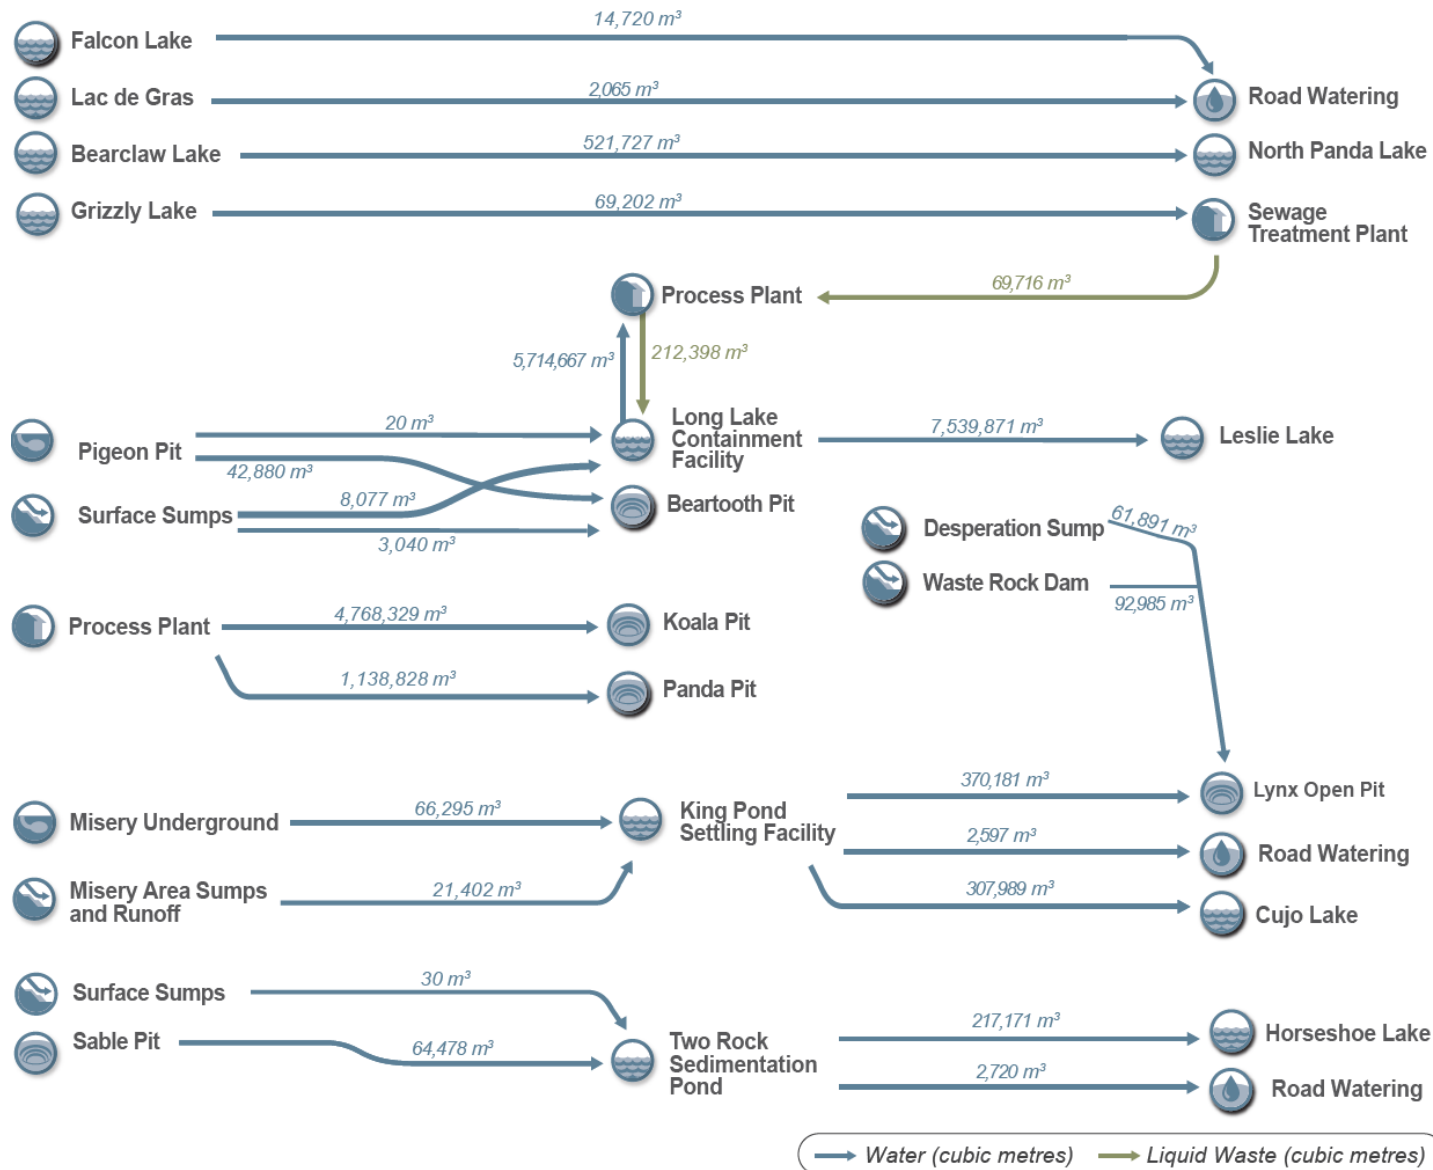 14,720 m³
Falcon Lake
Lac de Gras
2,065 m³
Road Watering
Bearclaw Lake
521,727 m³
North Panda Lake
Grizzly Lake
69,202 m³
Sewage
Treatment Plant
Process Plant
69,716 m³
5,714,667 m³
212,398 m³
Pigeon Pit
20 m³
42,880 m³
Long Lake
Containment
Facility
7,539,871 m³
Leslie Lake
Surface Sumps
8,077 m³
3,040 m³
Beartooth Pit
Desperation Sump
61,891 m³
Waste Rock Dam
92,985 m³
Process Plant
4,768,329 m³
Koala Pit
1,138,828 m³
Panda Pit
370,181 m³
Lynx Open Pit
Misery Underground
66,295 m³
King Pond
Settling Facility
2,597 m³
Road Watering
Misery Area Sumps
and Runoff
21,402 m³
307,989 m³
Cujo Lake
Surface Sumps
30 m³
Sable Pit
64,478 m³
Two Rock
Sedimentation
Pond
217,171 m³
Horseshoe Lake
2,720 m³
Road Watering
Water (cubic metres)
Liquid Waste (cubic metres)